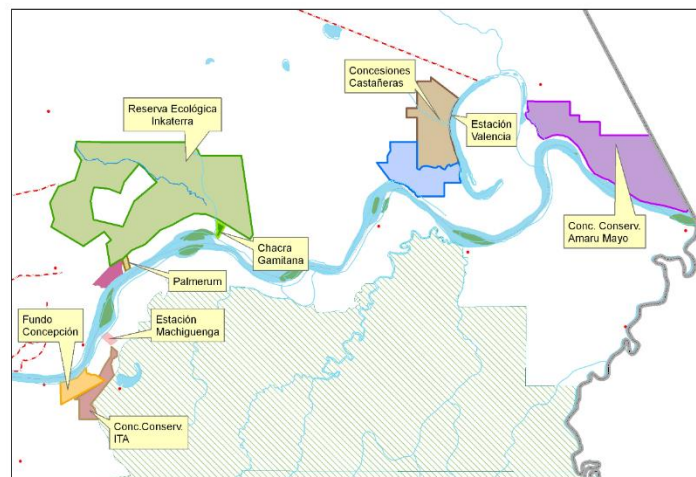 Concesiones
Castañeras
Reserva Ecológica
Inkaterra
Estación
Valencia
Conc. Conserv.
Amaru Mayo
Chacra
Gamitana
Palmerum
Fundo
Concepción
Estación
Machiguenga
Conc.Conserv.
ITA